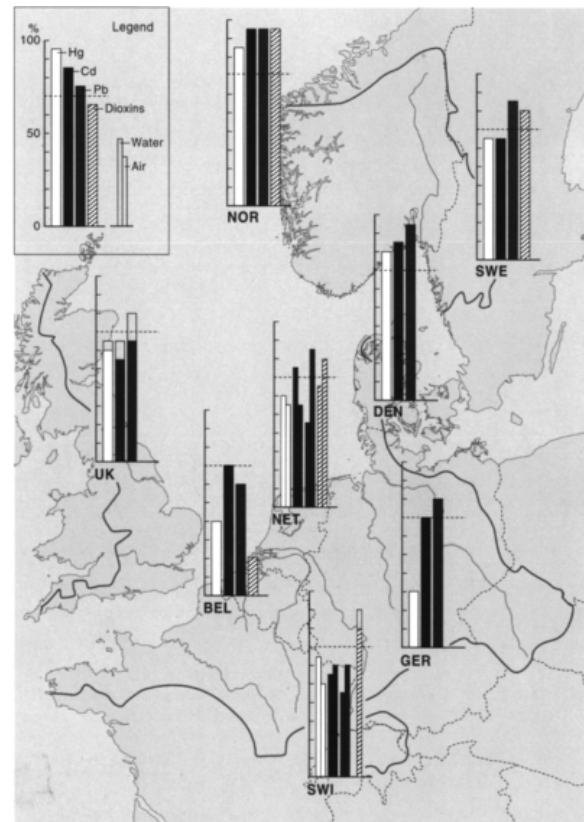 %
Legend
100
Hg
Cd
Pb
Dioxins
50
Water
Air
0
NOR
SWE
DEN
UK
NET
BEL
GER
SWI